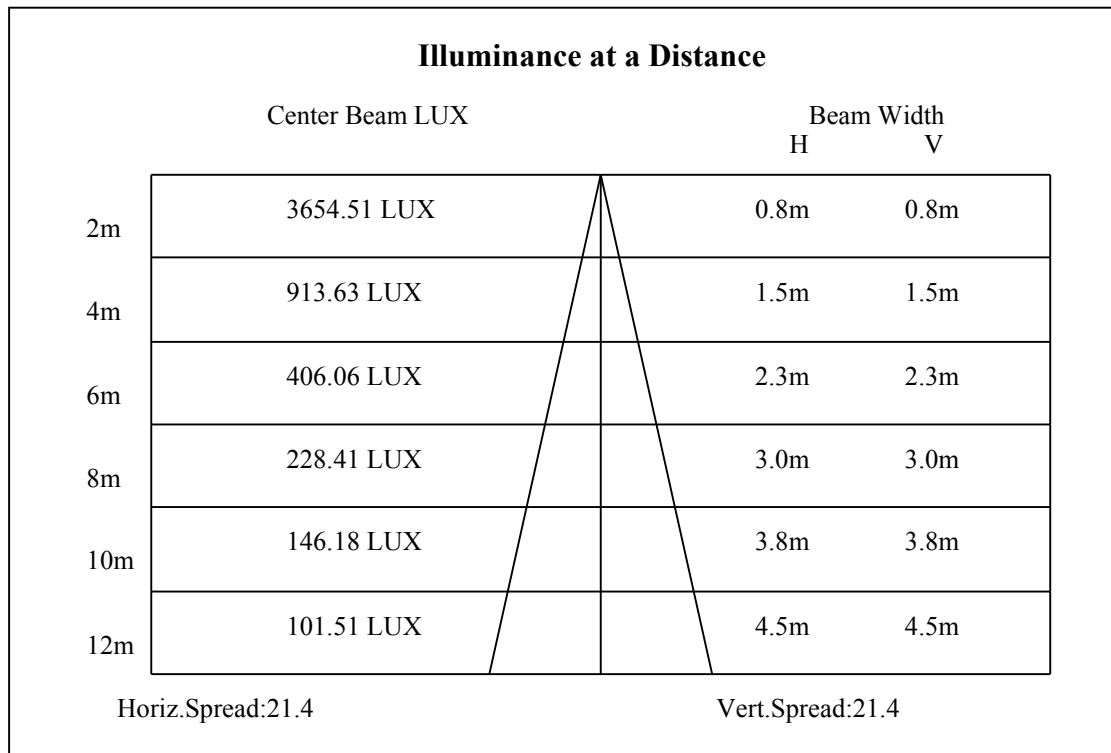 Illuminance at a Distance
Center Beam LUX Beam Width
H V
2m 3654.51 LUX 0.8m 0.8m
4m 913.63 LUX 1.5m 1.5m
6m 406.06 LUX 2.3m 2.3m
8m 228.41 LUX 3.0m 3.0m
10m 146.18 LUX 3.8m 3.8m
12m 101.51 LUX 4.5m 4.5m
Horiz.Spread:21.4 Vert.Spread:21.4